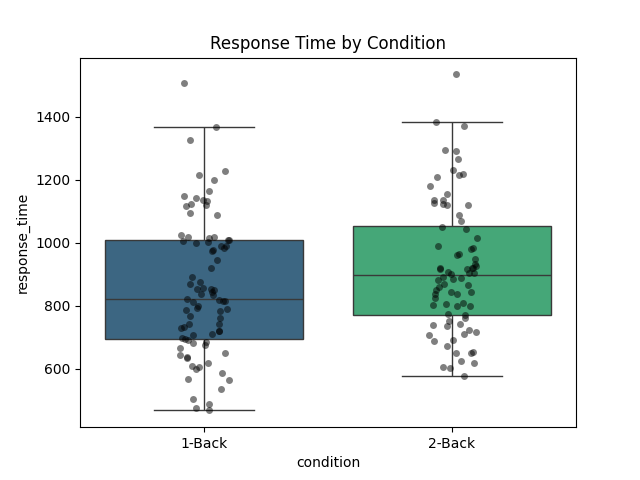 Response Time by Condition
1400
1200
1000
800
600
response_time
1-Back
2-Back
condition